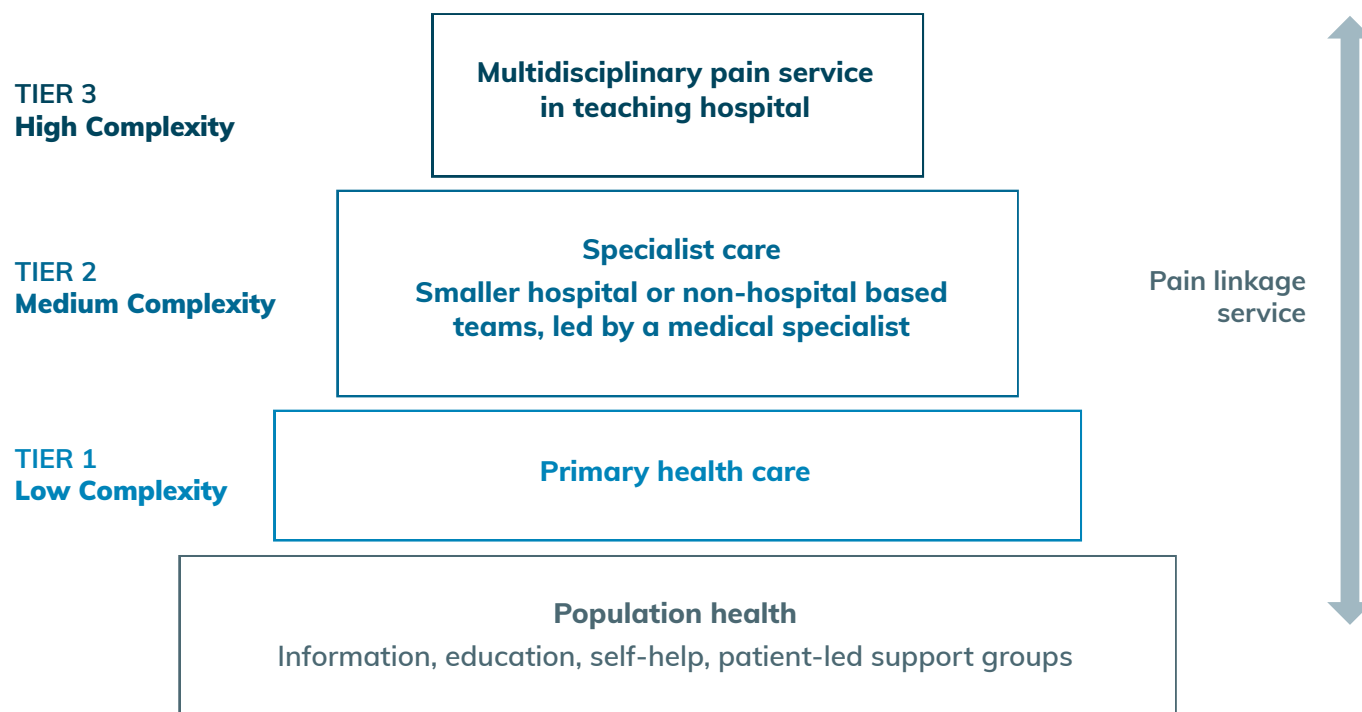 TIER 3
High Complexity
Multidisciplinary pain service
in teaching hospital
TIER 2
Medium Complexity
Specialist care
Smaller hospital or non-hospital based
teams, led by a medical specialist
Pain linkage
service
TIER 1
Low Complexity
Primary health care
Population health
Information, education, self-help, patient-led support groups